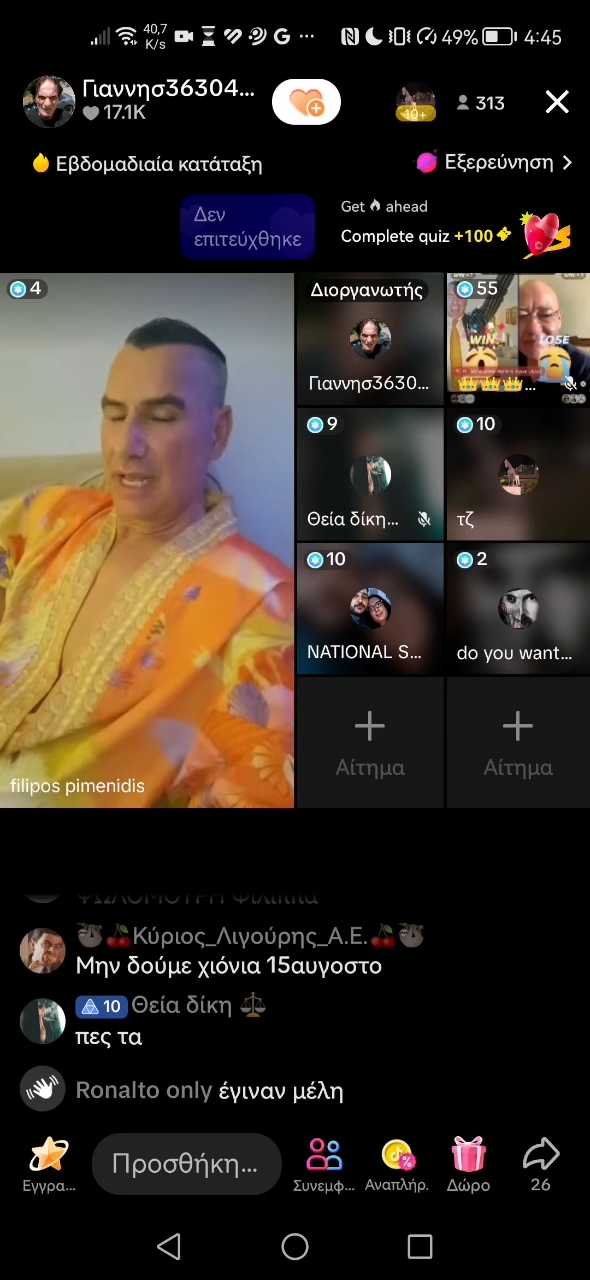 40,7
K/s
49%
4:45
Γιαννησ36304...
17.1K
10+
313
Εβδομαδιαία κατάταξη
Εξερεύνηση
Δεν
επιτεύχθηκε
Get ahead
Complete quiz +100
4
Διοργανωτής
Γιαννησ3630...
55
WIN
LOSE
9
Θεία δίκη...
10
τζ
10
NATIONAL S...
2
do you want...
Αίτημα
Αίτημα
filipos pimenidis
Κύριος_Λιγούρης_Α.Ε.
Μην δούμε χιόνια 15αυγοστο
10 Θεία δίκη
πες τα
Ronalto only έγιναν μέλη
Εγγρα...
Προσθήκη...
Συνεμφ...
Αναπλήρ.
Δώρο
26